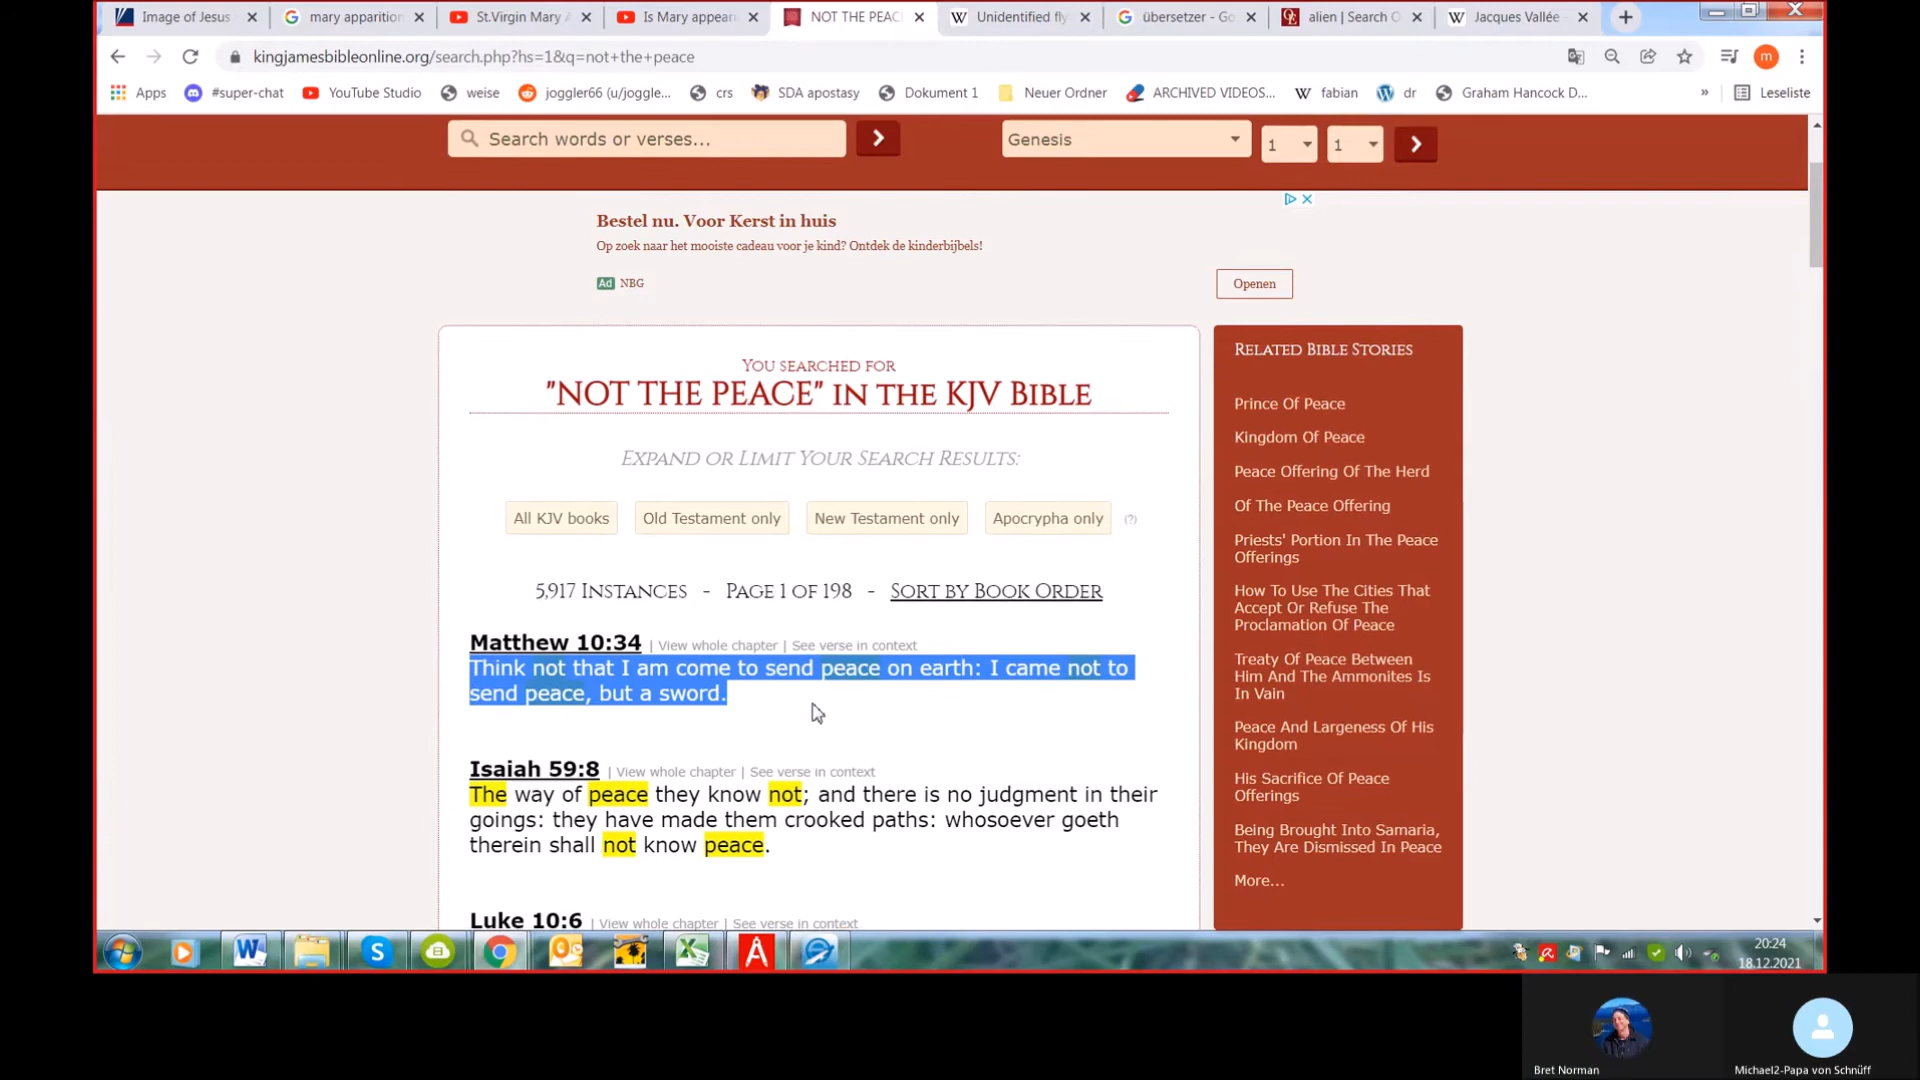 Image of Jesus
mary apparition
St.Virgin Mary A
Is Mary appear
NOT THE PEAC
Unidentified fly
übersetzer - Go
alien | Search O
Jacques Vallée -
kingjamesbibleonline.org/search.php?hs=1&q=not+the+peace
m
Apps
#super-chat
YouTube Studio
weise
joggler66 (u/joggle...
crs
SDA apostasy
Dokument 1
Neuer Ordner
ARCHIVED VIDEOS...
fabian
dr
Graham Hancock D...
»
Leseliste
Search words or verses...
Genesis
1
1
Bestel nu. Voor Kerst in huis
Op zoek naar het mooiste cadeau voor je kind? Ontdek de kinderbijbels!
Ad NBG
Openen
You searched for
"NOT THE PEACE" in the KJV Bible
Expand or Limit Your Search Results:
All KJV books
Old Testament only
New Testament only
Apocrypha only
(?)
5,917 Instances - Page 1 of 198 - Sort by Book Order
Matthew 10:34 | View whole chapter | See verse in context
Think not that I am come to send peace on earth: I came not to
send peace, but a sword.
Isaiah 59:8 | View whole chapter | See verse in context
The way of peace they know not; and there is no judgment in their
goings: they have made them crooked paths: whosoever goeth
therein shall not know peace.
Luke 10:6 | View whole chapter | See verse in context
Related Bible Stories
Prince Of Peace
Kingdom Of Peace
Peace Offering Of The Herd
Of The Peace Offering
Priests' Portion In The Peace
Offerings
How To Use The Cities That
Accept Or Refuse The
Proclamation Of Peace
Treaty Of Peace Between
Him And The Ammonites Is
In Vain
Peace And Largeness Of His
Kingdom
His Sacrifice Of Peace
Offerings
Being Brought Into Samaria,
They Are Dismissed In Peace
More...
20:24
18.12.2021
Bret Norman
Michael2-Papa von Schnüff